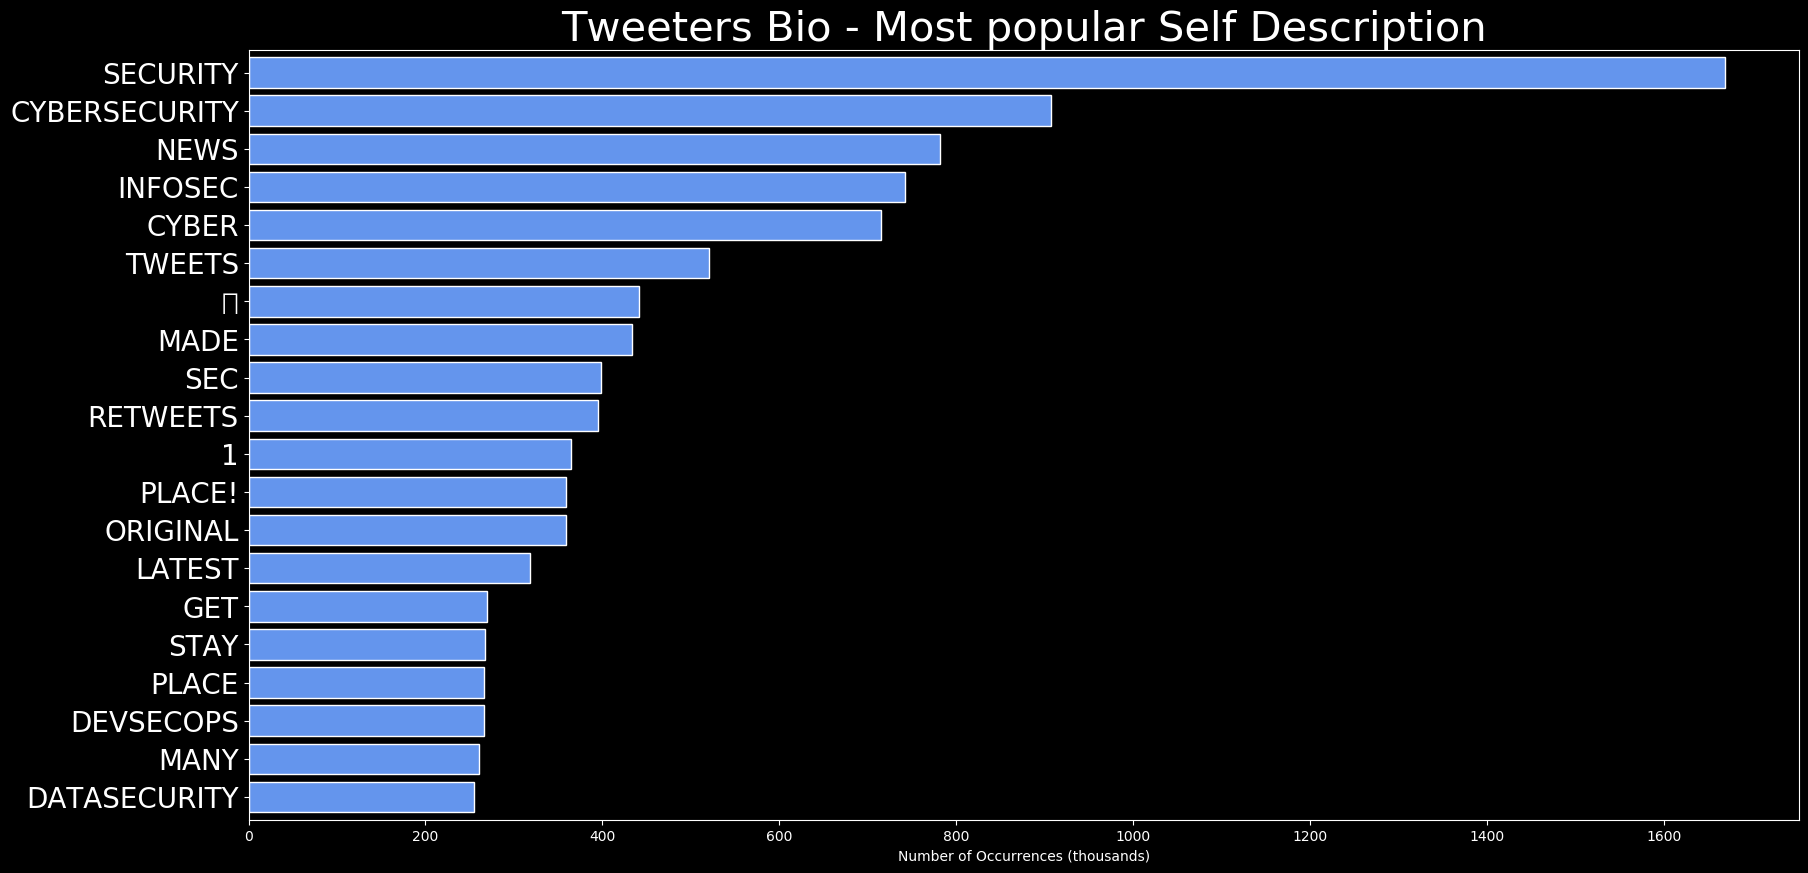 Tweeters Bio - Most popular Self Description
SECURITY
CYBERSECURITY
NEWS
INFOSEC
CYBER
TWEETS
MADE
SEC
RETWEETS
1
PLACE!
ORIGINAL
LATEST
GET
STAY
PLACE
DEVSECOPS
MANY
DATASECURITY
0 200 400 600 800 1000 1200 1400 1600
Number of Occurrences (thousands)